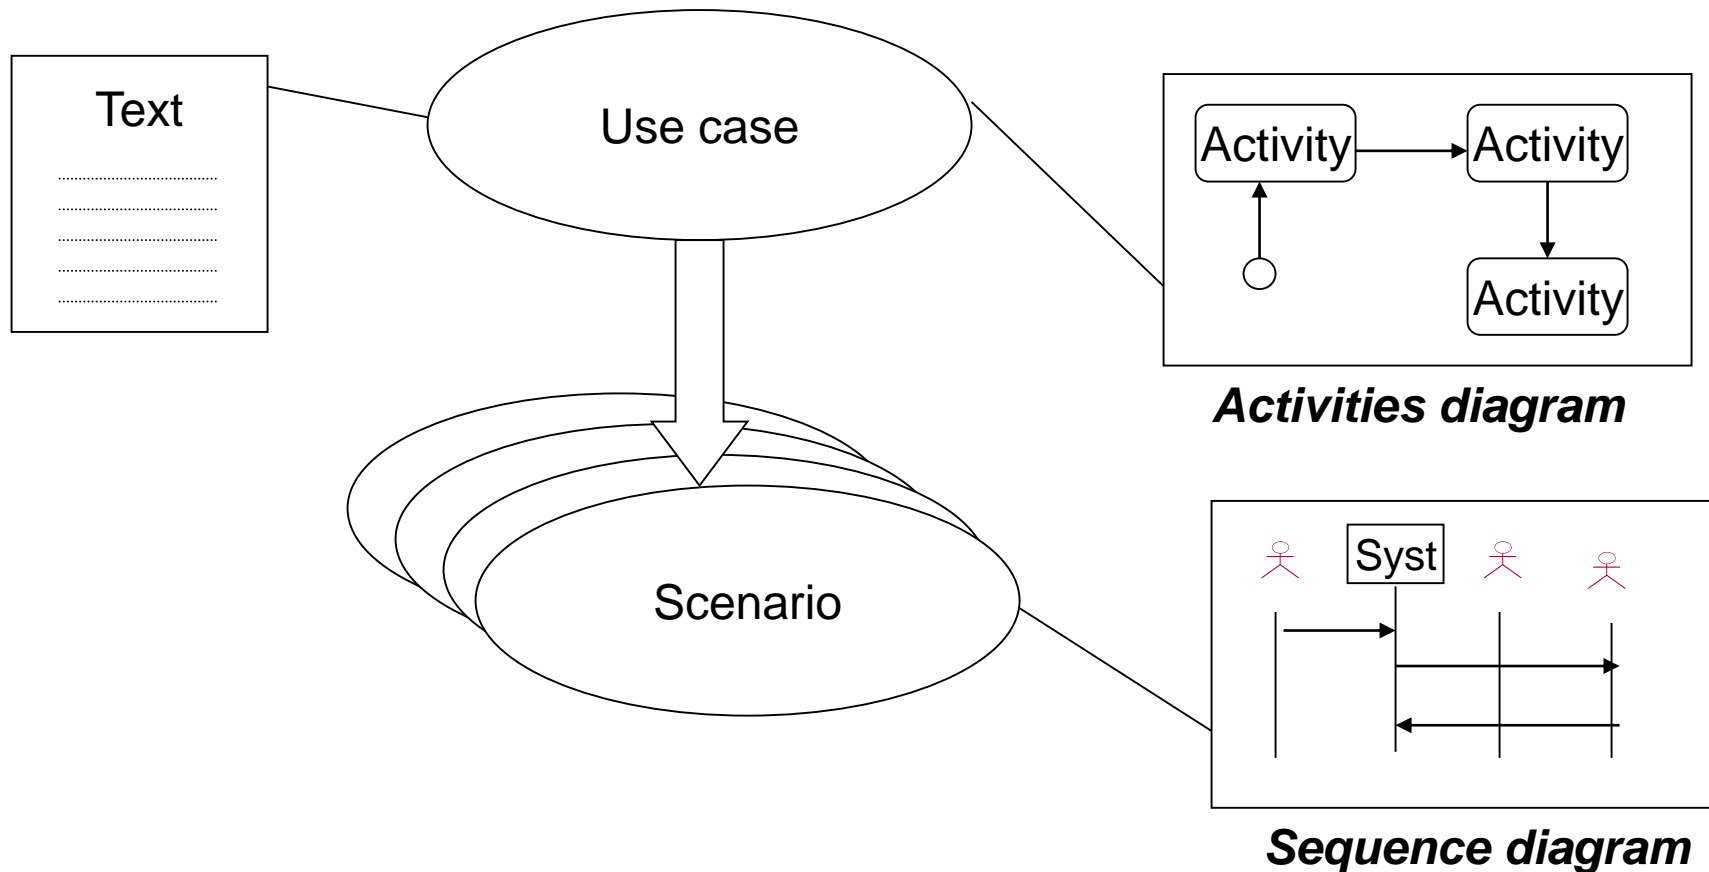 Text
Use case
Activity
Activity
Activity
Activities diagram
Scenario
Syst
Sequence diagram